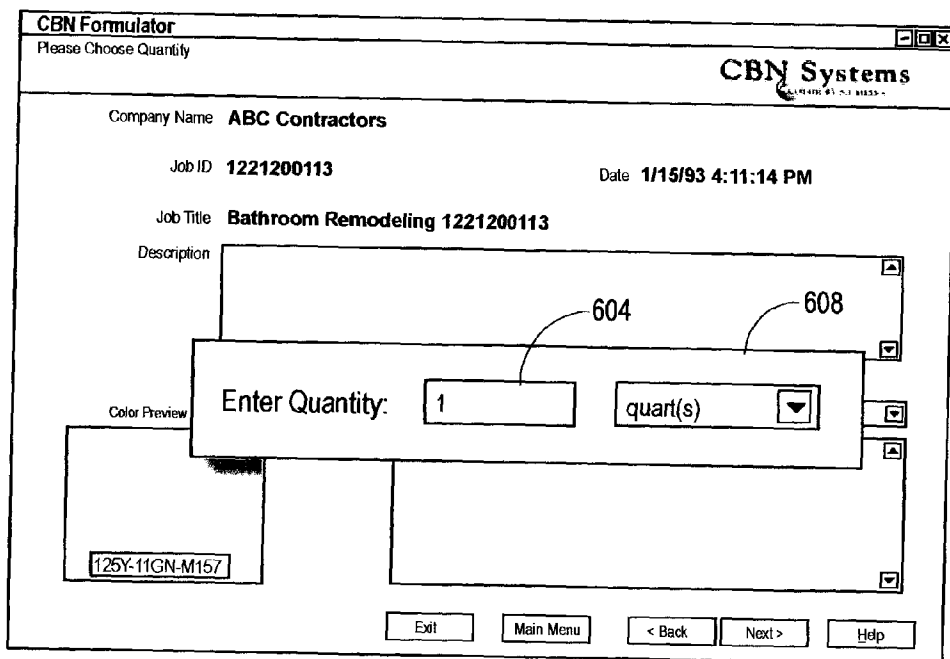 CBN Formulator
Please Choose Quantity
CBN Systems
Company Name ABC Contractors
Job ID 1221200113
Date 1/15/93 4:11:14 PM
Job Title Bathroom Remodeling 1221200113
Description
604
608
Enter Quantity: 1 quart(s)
Color Preview
125Y-11GN-M157
Exit
Main Menu
< Back
Next >
Help